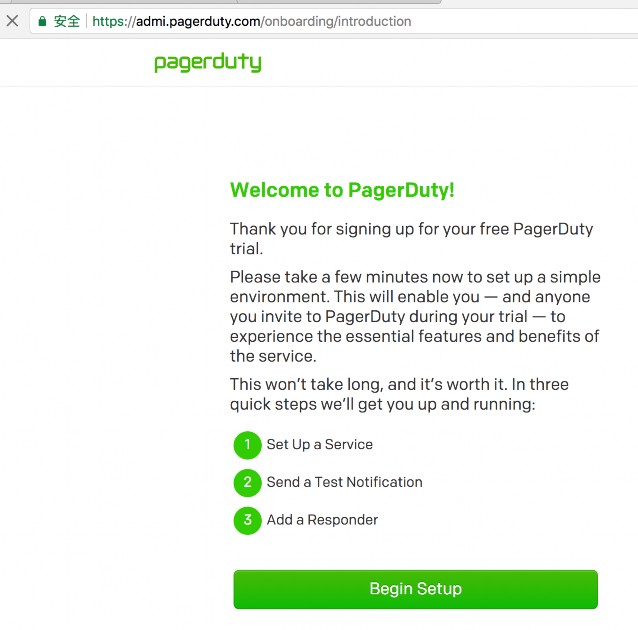 安全 https://admi.pagerduty.com/onboarding/introduction
pagerduty
Welcome to PagerDuty!
Thank you for signing up for your free PagerDuty
trial.
Please take a few minutes now to set up a simple
environment. This will enable you — and anyone
you invite to PagerDuty during your trial — to
experience the essential features and benefits of
the service.
This won’t take long, and it’s worth it. In three
quick steps we’ll get you up and running:
1 Set Up a Service
2 Send a Test Notification
3 Add a Responder
Begin Setup